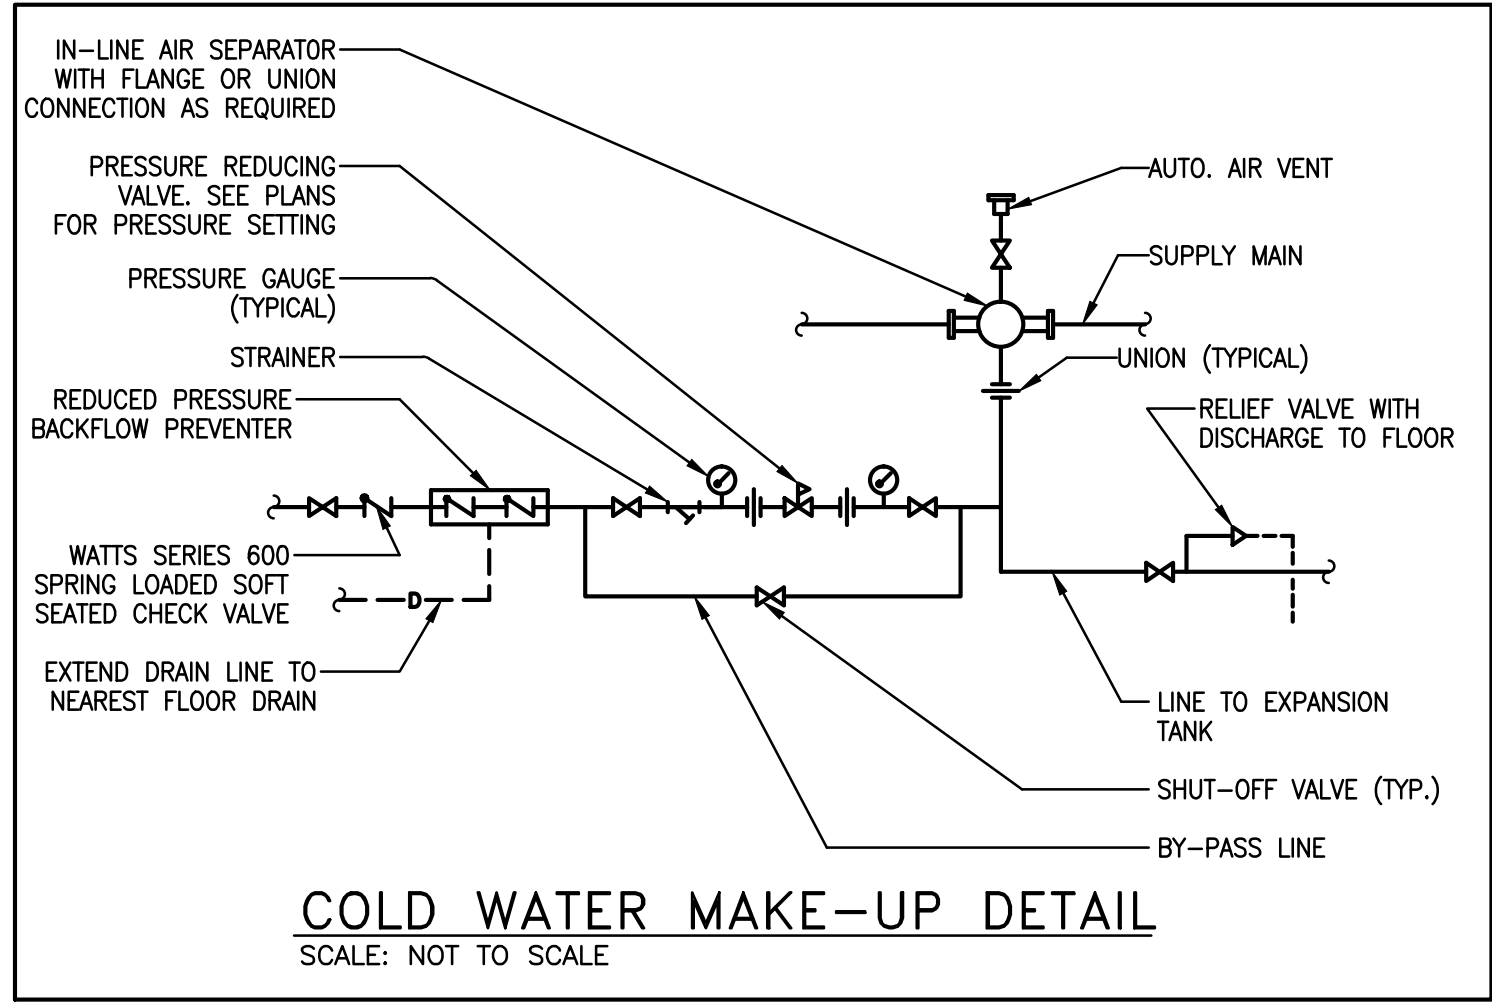 IN-LINE AIR SEPARATOR
WITH FLANGE OR UNION
CONNECTION AS REQUIRED
PRESSURE REDUCING
VALVE. SEE PLANS
FOR PRESSURE SETTING
PRESSURE GAUGE
(TYPICAL)
STRAINER
REDUCED PRESSURE
BACKFLOW PREVENTER
WATTS SERIES 600
SPRING LOADED SOFT
SEATED CHECK VALVE
D
EXTEND DRAIN LINE TO
NEAREST FLOOR DRAIN
AUTO. AIR VENT
SUPPLY MAIN
UNION (TYPICAL)
RELIEF VALVE WITH
DISCHARGE TO FLOOR
LINE TO EXPANSION
TANK
SHUT-OFF VALVE (TYP.)
BY-PASS LINE
COLD WATER MAKE-UP DETAIL
SCALE: NOT TO SCALE